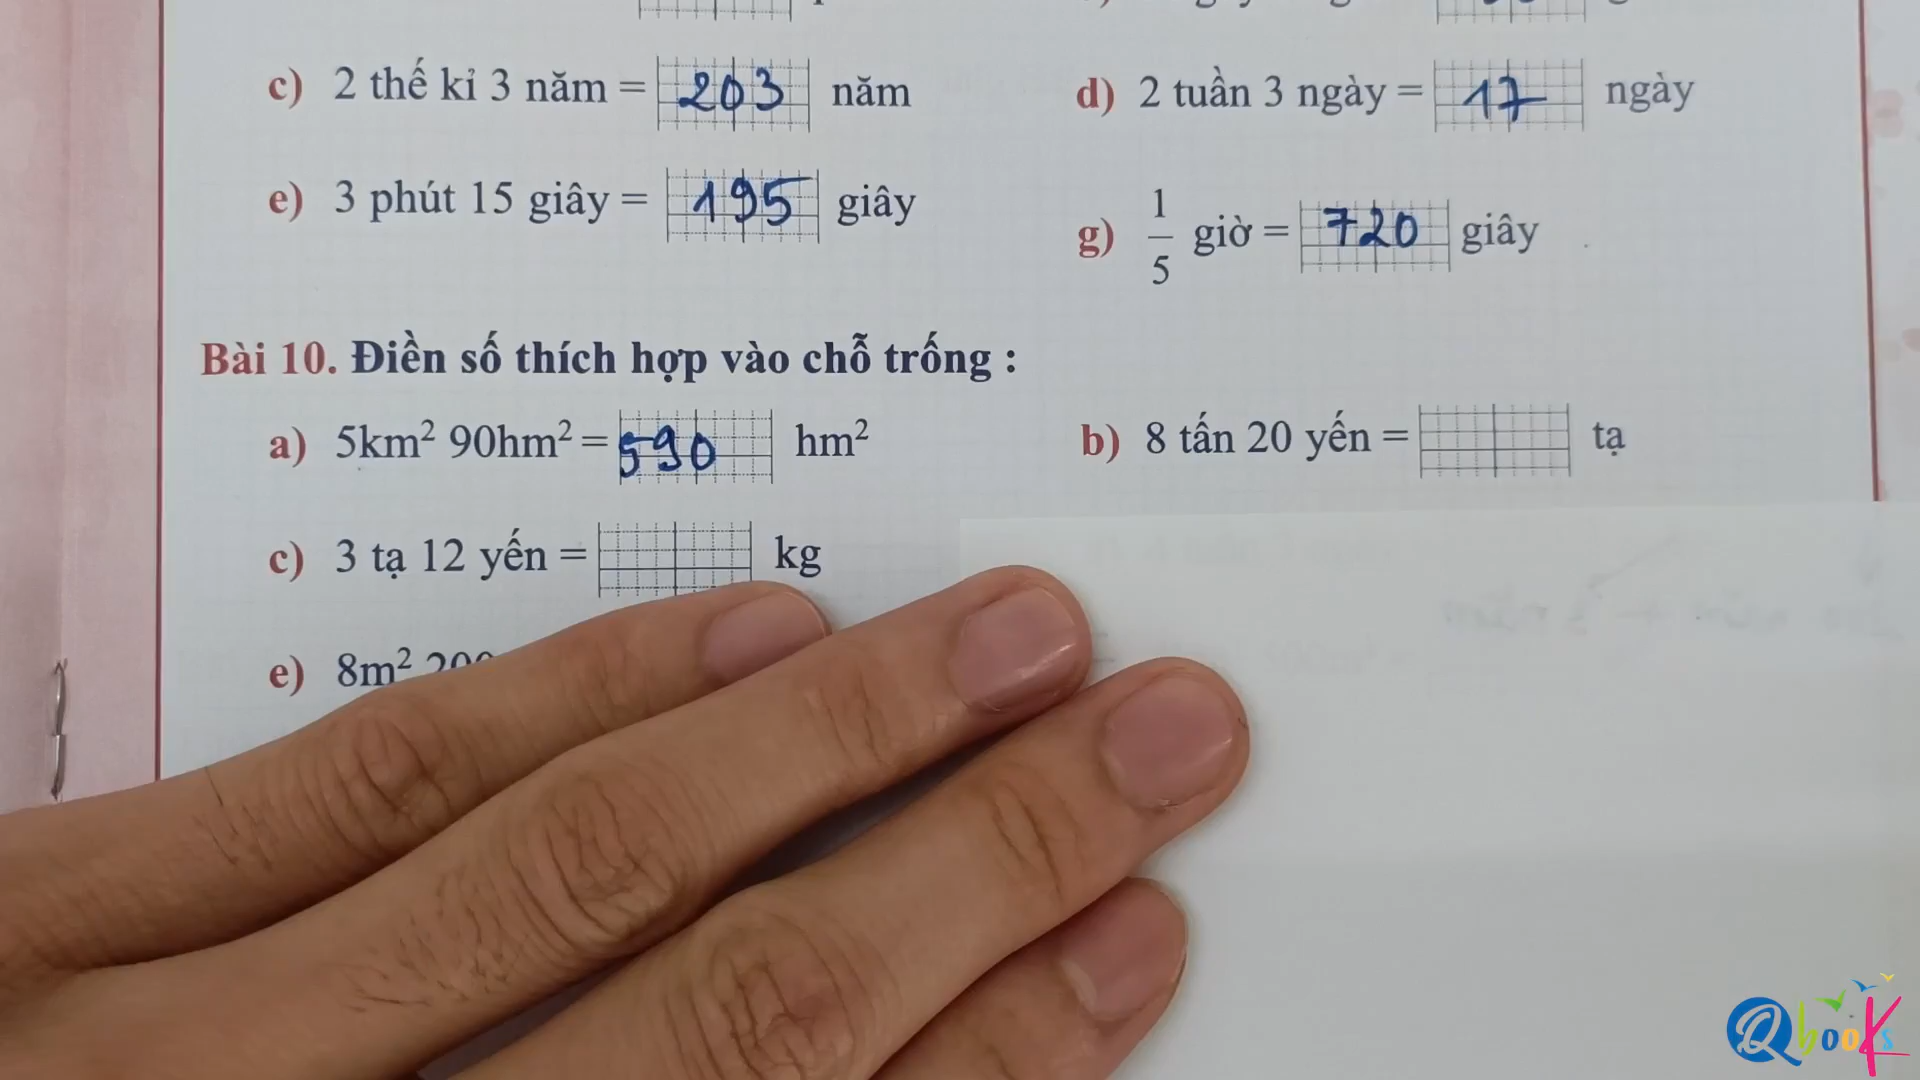 c) 2 thế kỉ 3 năm = 203 năm
d) 2 tuần 3 ngày = 17 ngày
e) 3 phút 15 giây = 195 giây
g) 1/5 giờ = 720 giây
Bài 10. Điền số thích hợp vào chỗ trống :
a) 5km² 90hm² = 590 hm²
b) 8 tấn 20 yến = tạ
c) 3 tạ 12 yến = kg
e) 8m²
Qbooks